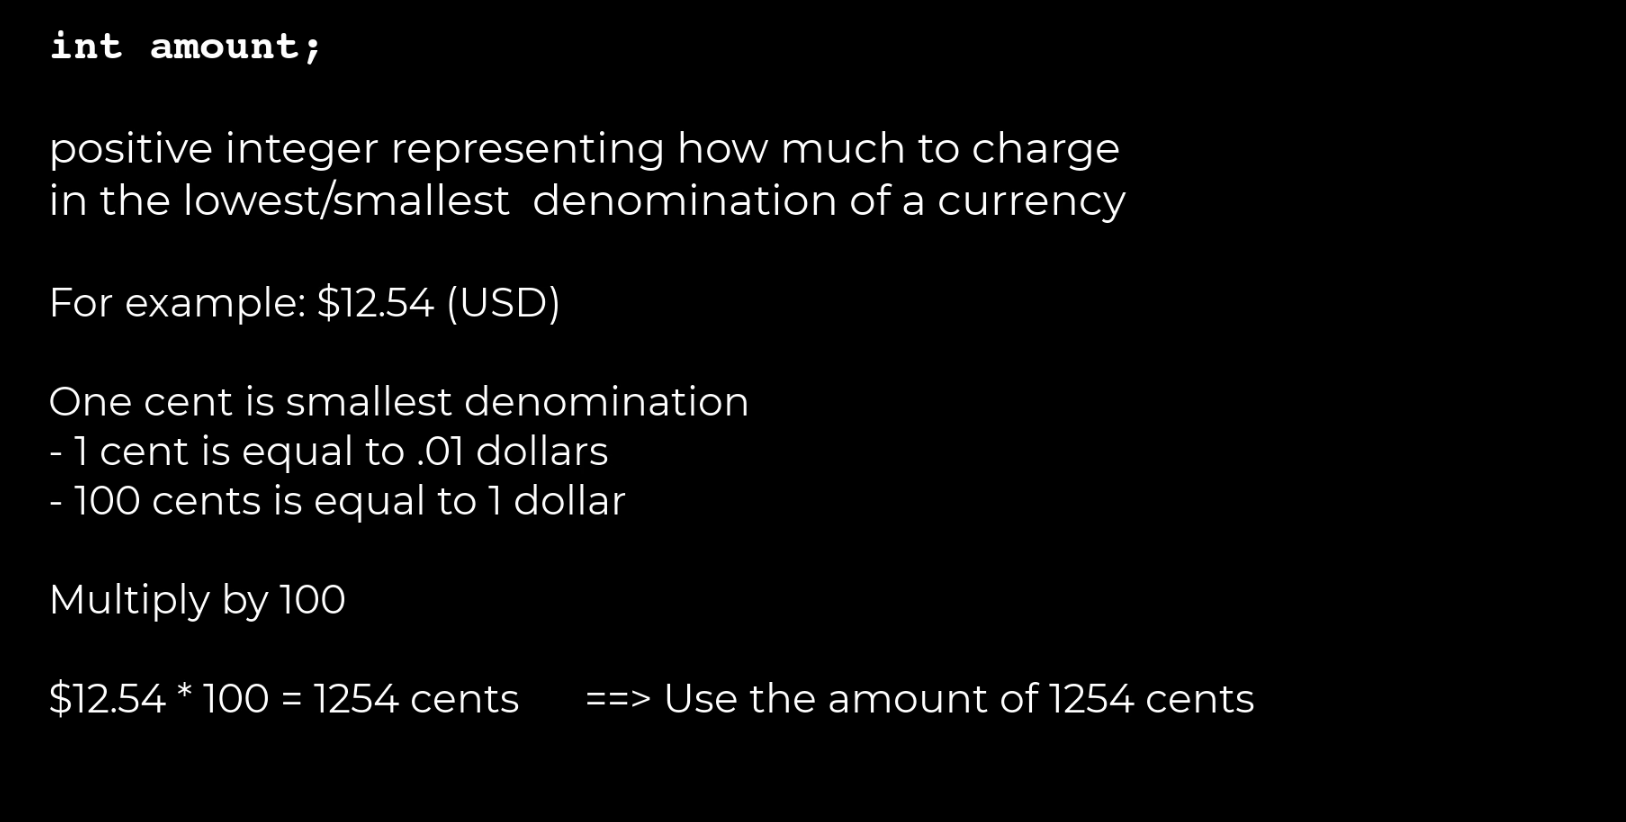 int amount;
positive integer representing how much to charge
in the lowest/smallest  denomination of a currency
For example: $12.54 (USD)
One cent is smallest denomination
- 1 cent is equal to .01 dollars
- 100 cents is equal to 1 dollar
Multiply by 100
$12.54 * 100 = 1254 cents     ==> Use the amount of 1254 cents